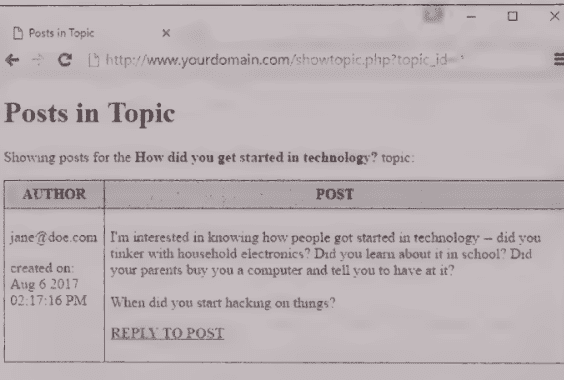 Posts in Topic
http://www.yourdomain.com/showtopic.php?topic_id=
Posts in Topic
Showing posts for the How did you get started in technology? topic:
AUTHOR POST
jane@doe.com
created on:
Aug 6 2017
02:17:16 PM
I'm interested in knowing how people got started in technology – did you
tinker with household electronics? Did you learn about it in school? Did
your parents buy you a computer and tell you to have at it?
When did you start hacking on things?
REPLY TO POST